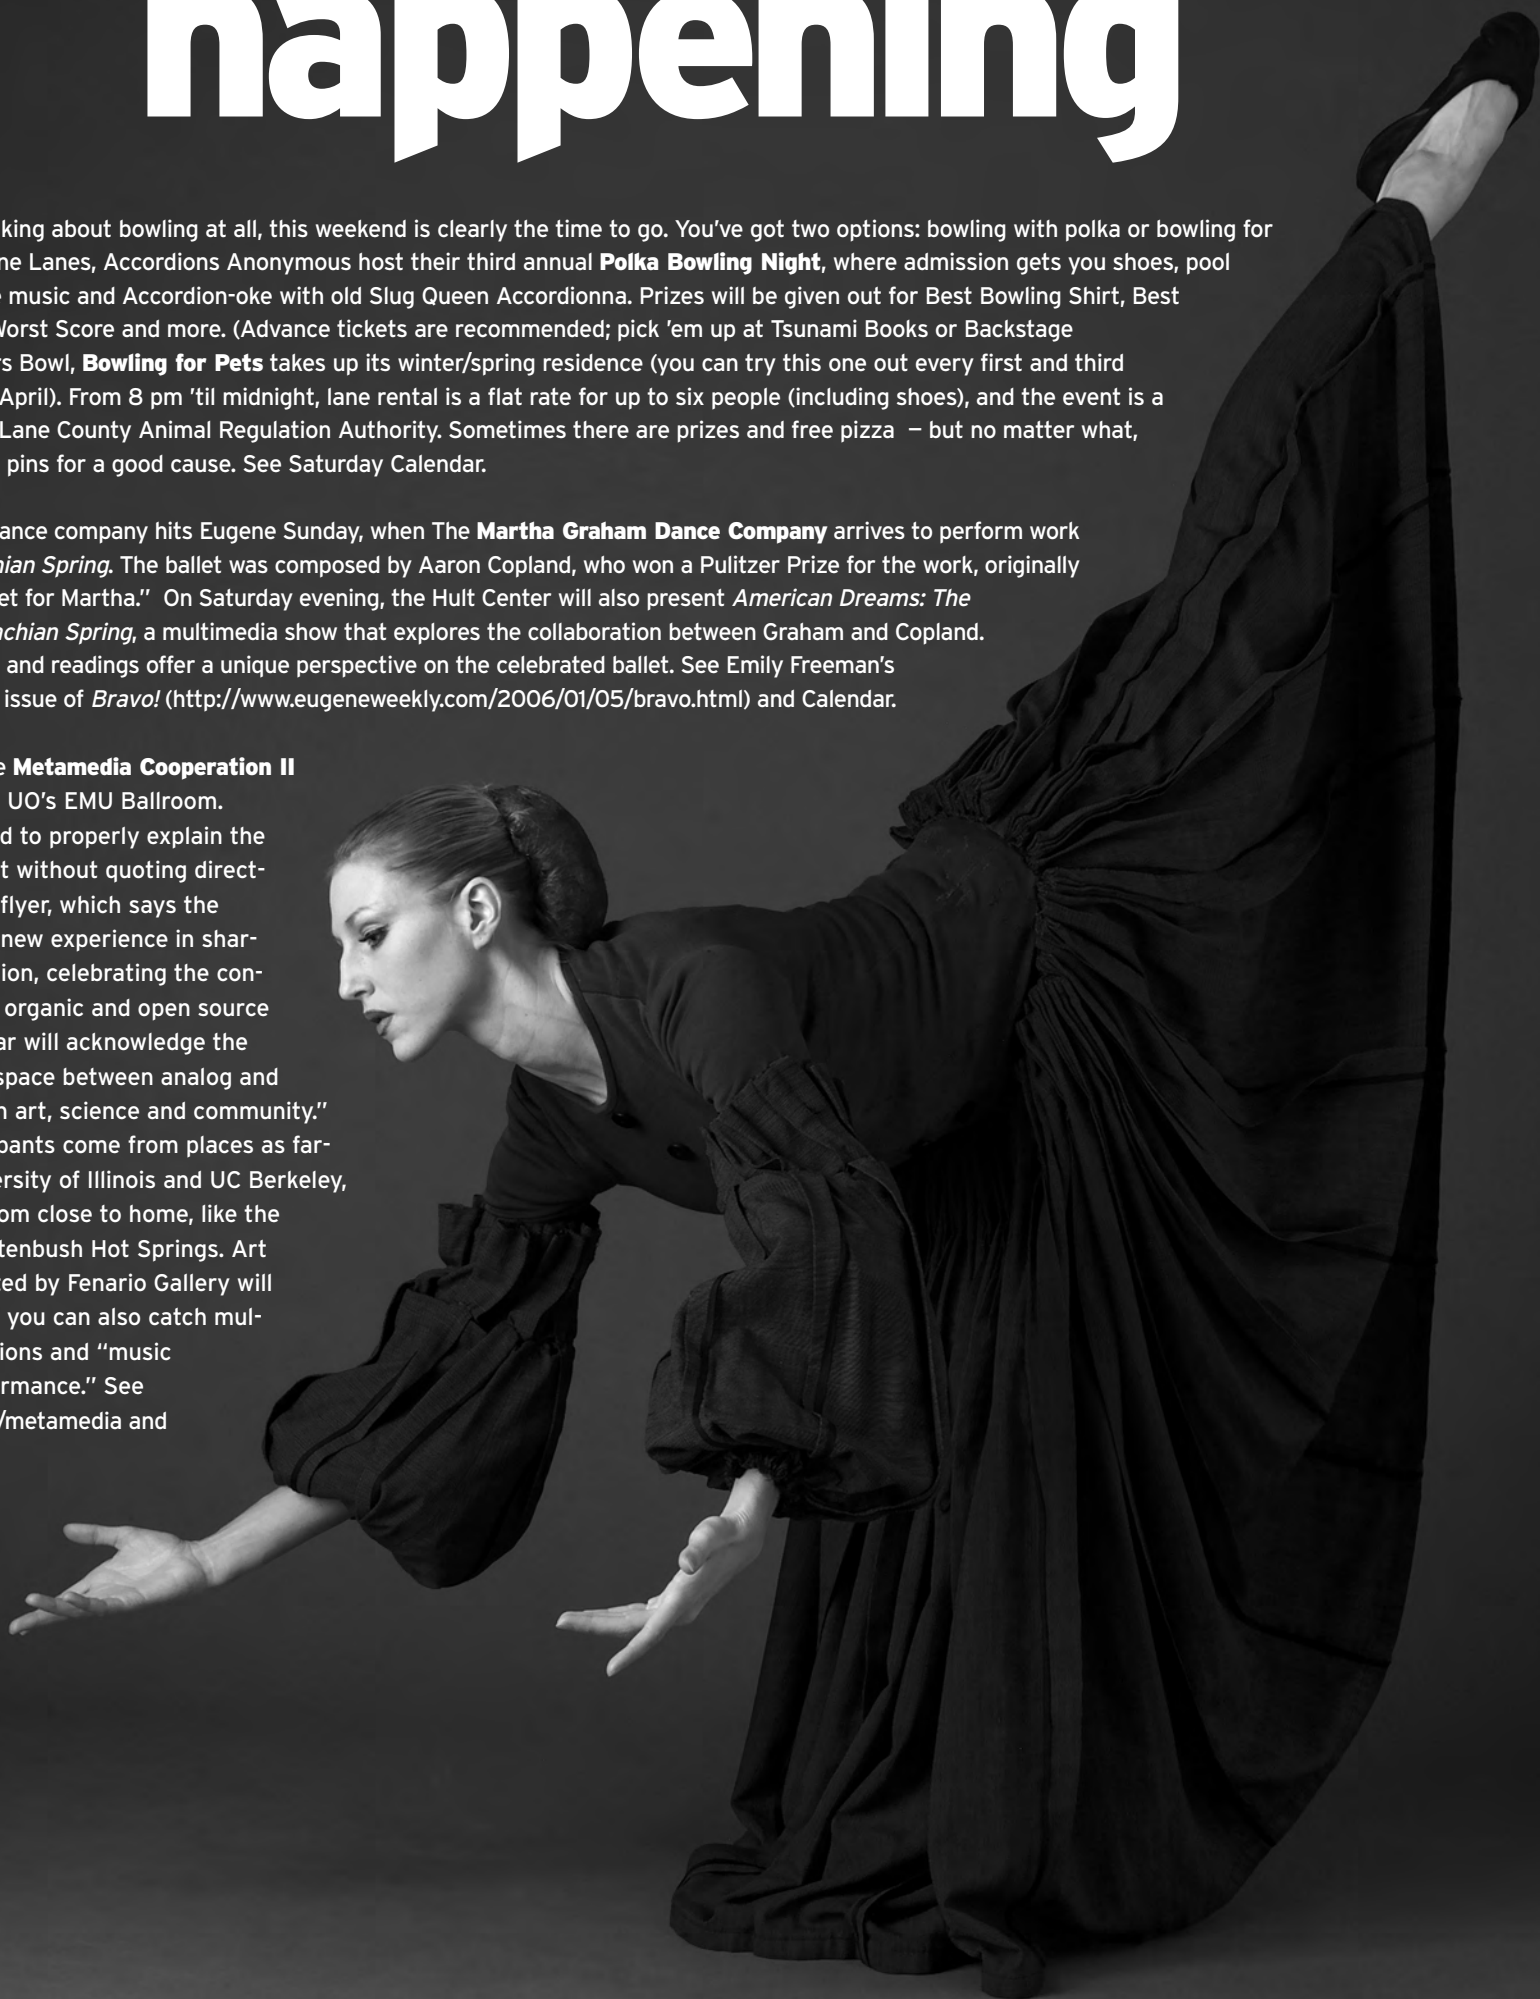 happening
king about bowling at all, this weekend is clearly the time to go. You've got two options: bowling with polka or bowling for
ne Lanes, Accordions Anonymous host their third annual Polka Bowling Night, where admission gets you shoes, pool
music and Accordion-oke with old Slug Queen Accordionna. Prizes will be given out for Best Bowling Shirt, Best
Worst Score and more. (Advance tickets are recommended; pick 'em up at Tsunami Books or Backstage
s Bowl, Bowling for Pets takes up its winter/spring residence (you can try this one out every first and third
April). From 8 pm 'til midnight, lane rental is a flat rate for up to six people (including shoes), and the event is a
Lane County Animal Regulation Authority. Sometimes there are prizes and free pizza – but no matter what,
pins for a good cause. See Saturday Calendar.
ance company hits Eugene Sunday, when The Martha Graham Dance Company arrives to perform work
hian Spring. The ballet was composed by Aaron Copland, who won a Pulitzer Prize for the work, originally
et for Martha." On Saturday evening, the Hult Center will also present American Dreams: The
achian Spring, a multimedia show that explores the collaboration between Graham and Copland.
and readings offer a unique perspective on the celebrated ballet. See Emily Freeman's
issue of Bravo! (http://www.eugeneweekly.com/2006/01/05/bravo.html) and Calendar.
e Metamedia Cooperation II
UO's EMU Ballroom.
d to properly explain the
t without quoting direct-
flyer, which says the
new experience in shar-
ion, celebrating the con-
organic and open source
ar will acknowledge the
space between analog and
n art, science and community."
pants come from places as far-
ersity of Illinois and UC Berkeley,
om close to home, like the
tenbush Hot Springs. Art
ted by Fenario Gallery will
you can also catch mul-
ions and "music
rmance." See
/metamedia and